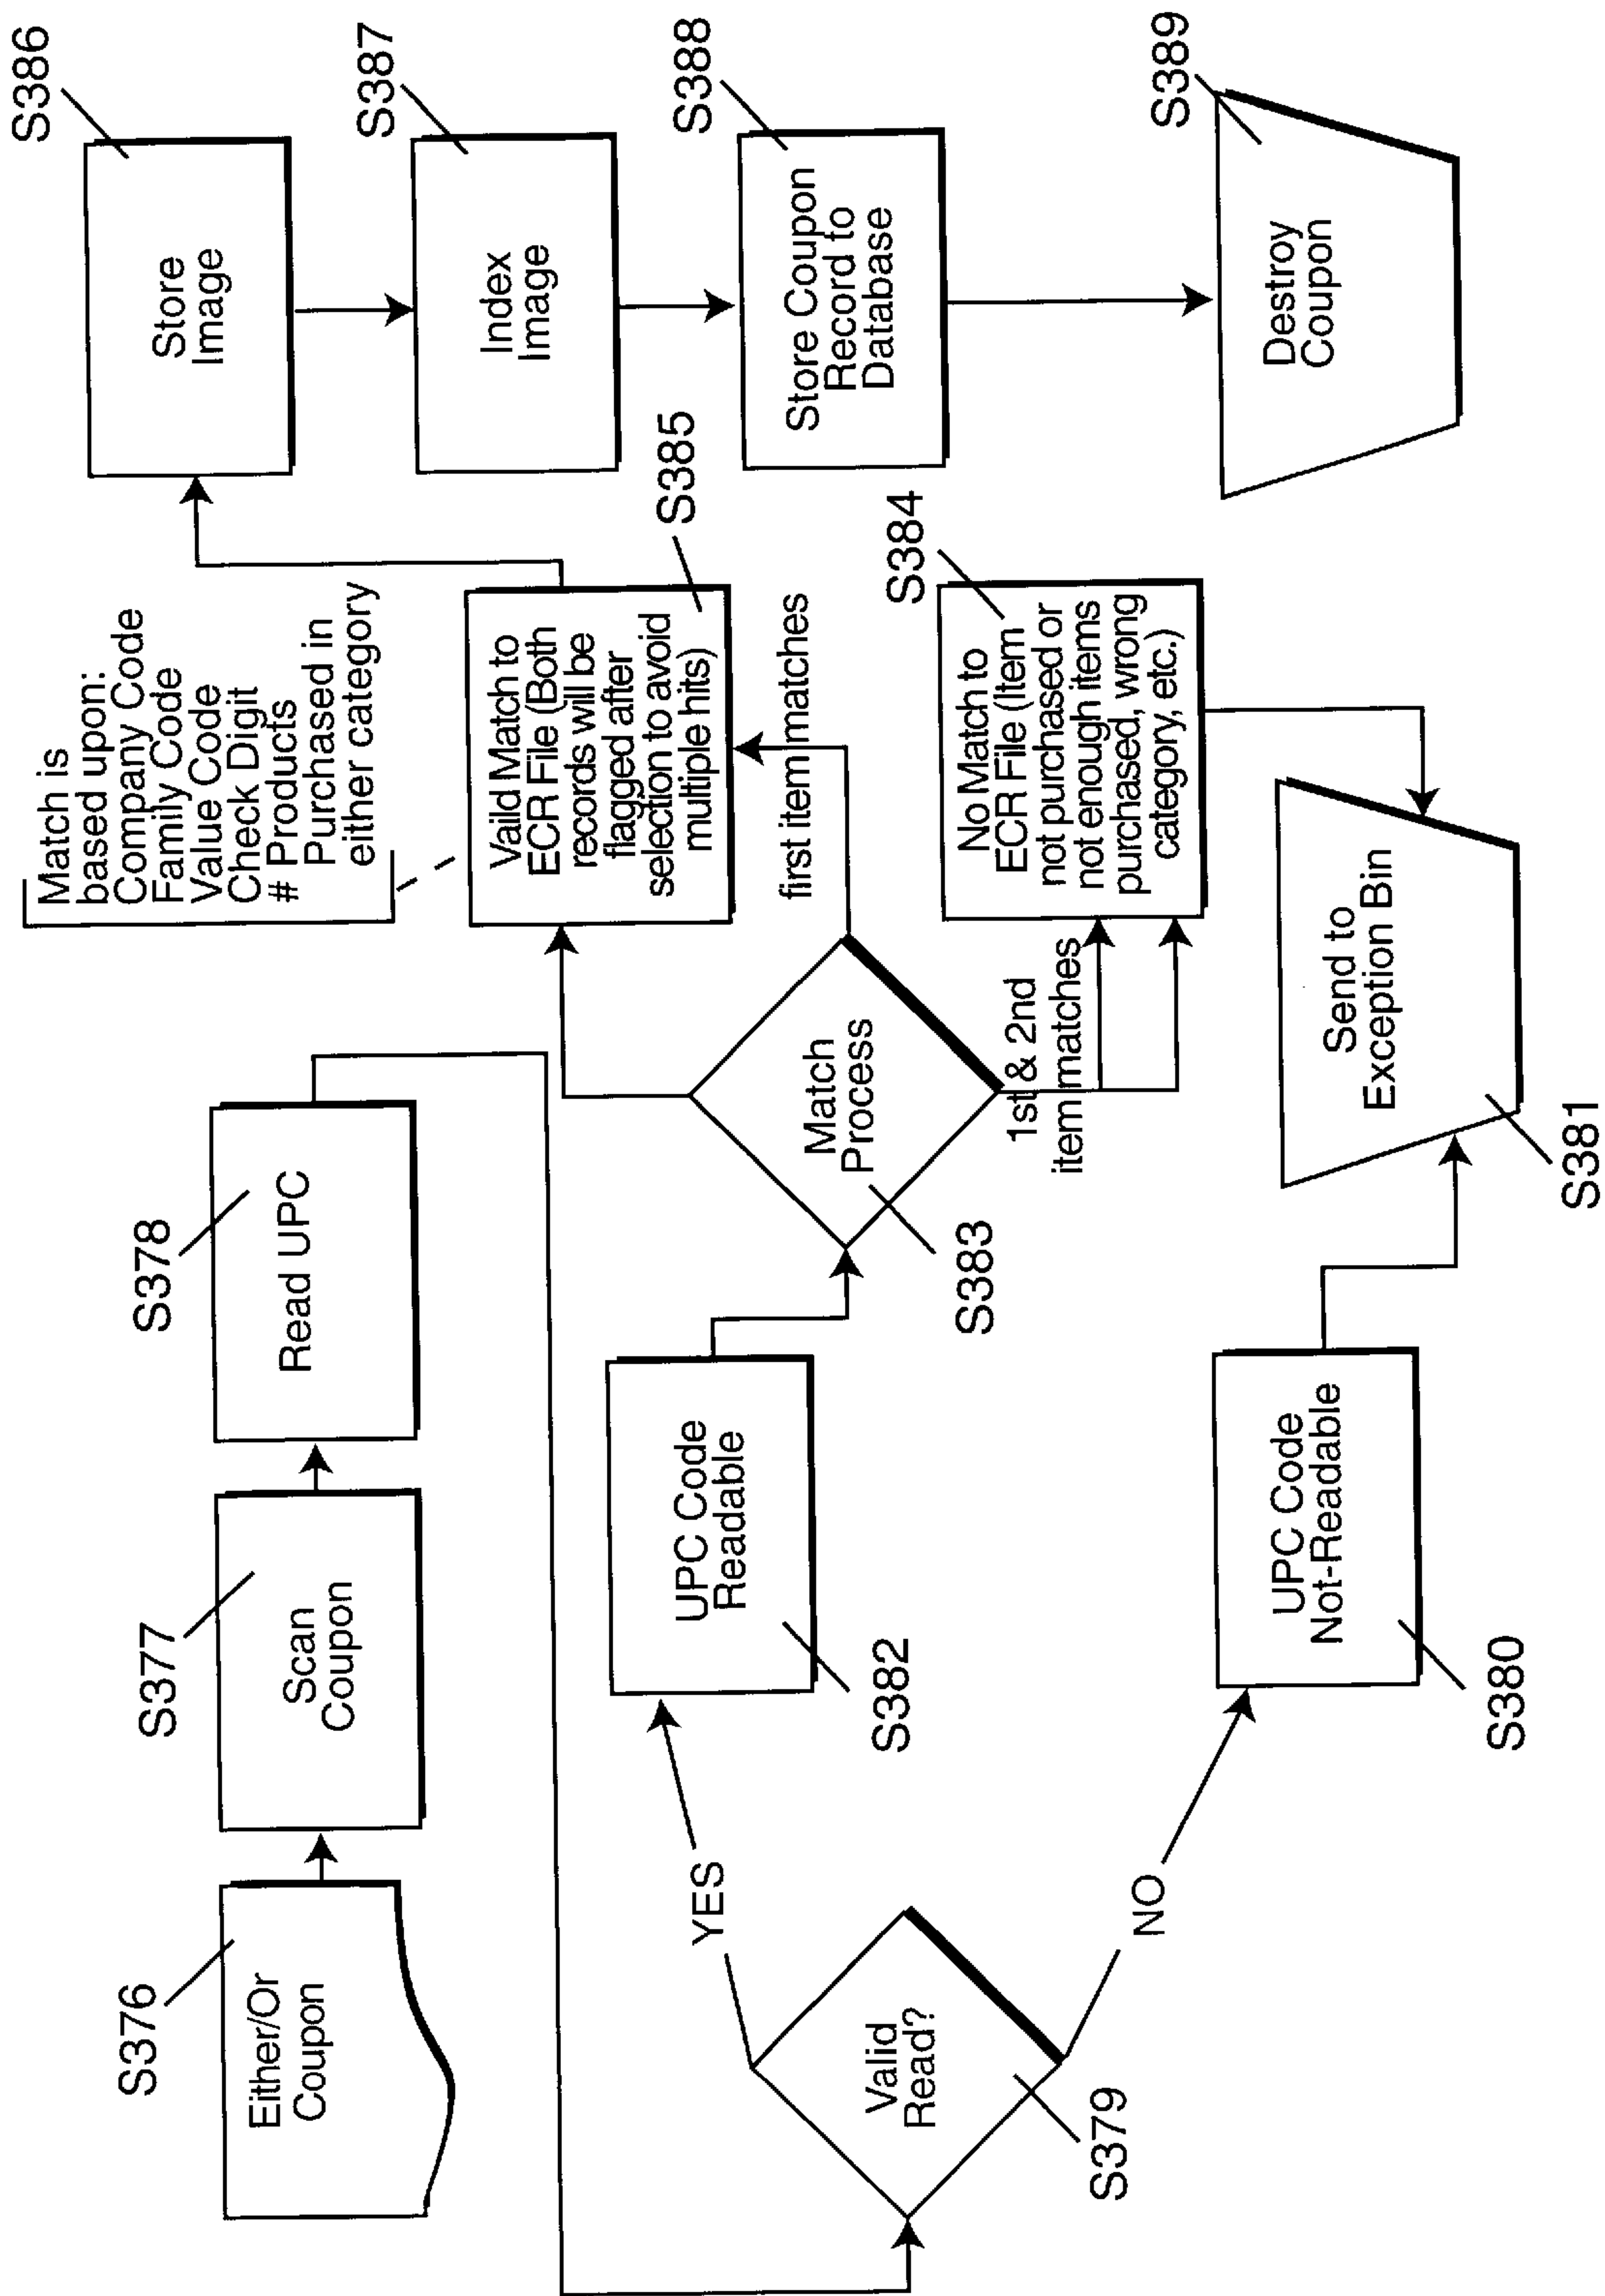 S376
Either/Or
Coupon
S377
Scan
Coupon
S378
Read UPC
S379
Valid
Read?
YES
NO
S382
UPC Code
Readable
S380
UPC Code
Not-Readable
S383
Match
Process
1st & 2nd
item matches
first item matches
S381
Send to
Exception Bin
Match is
based upon:
Company Code
Family Code
Value Code
Check Digit
# Products
Purchased in
either category
S385
Vaild Match to
ECR File (Both
records will be
flagged after
selection to avoid
multiple hits)
S384
No Match to
ECR File (Item
not purchased or
not enough items
purchased, wrong
category, etc.)
S386
Store
Image
S387
Index
Image
S388
Store Coupon
Record to
Database
S389
Destroy
Coupon